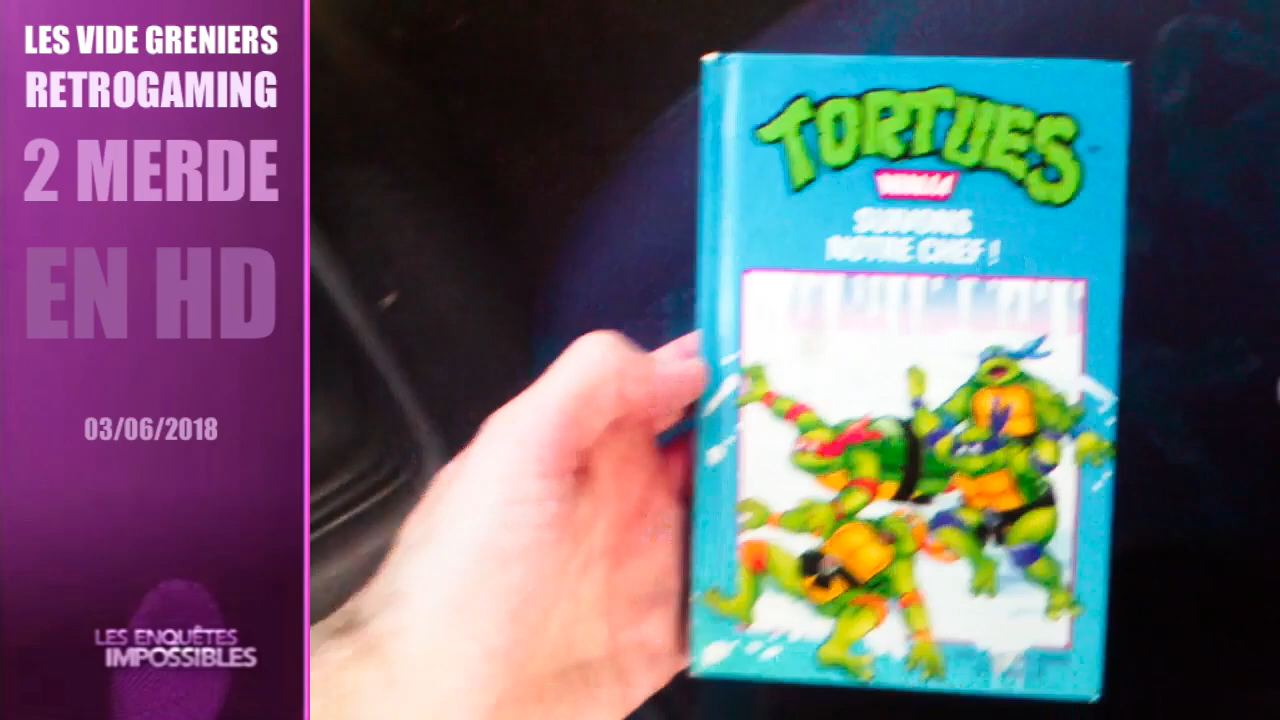 LES VIDE GRENIERS
RETROGAMING
2 MERDE
EN HD
03/06/2018
LES ENQUÊTES
IMPOSSIBLES
TORTUES
NINJA
SUIVONS
NOTRE CHEF !